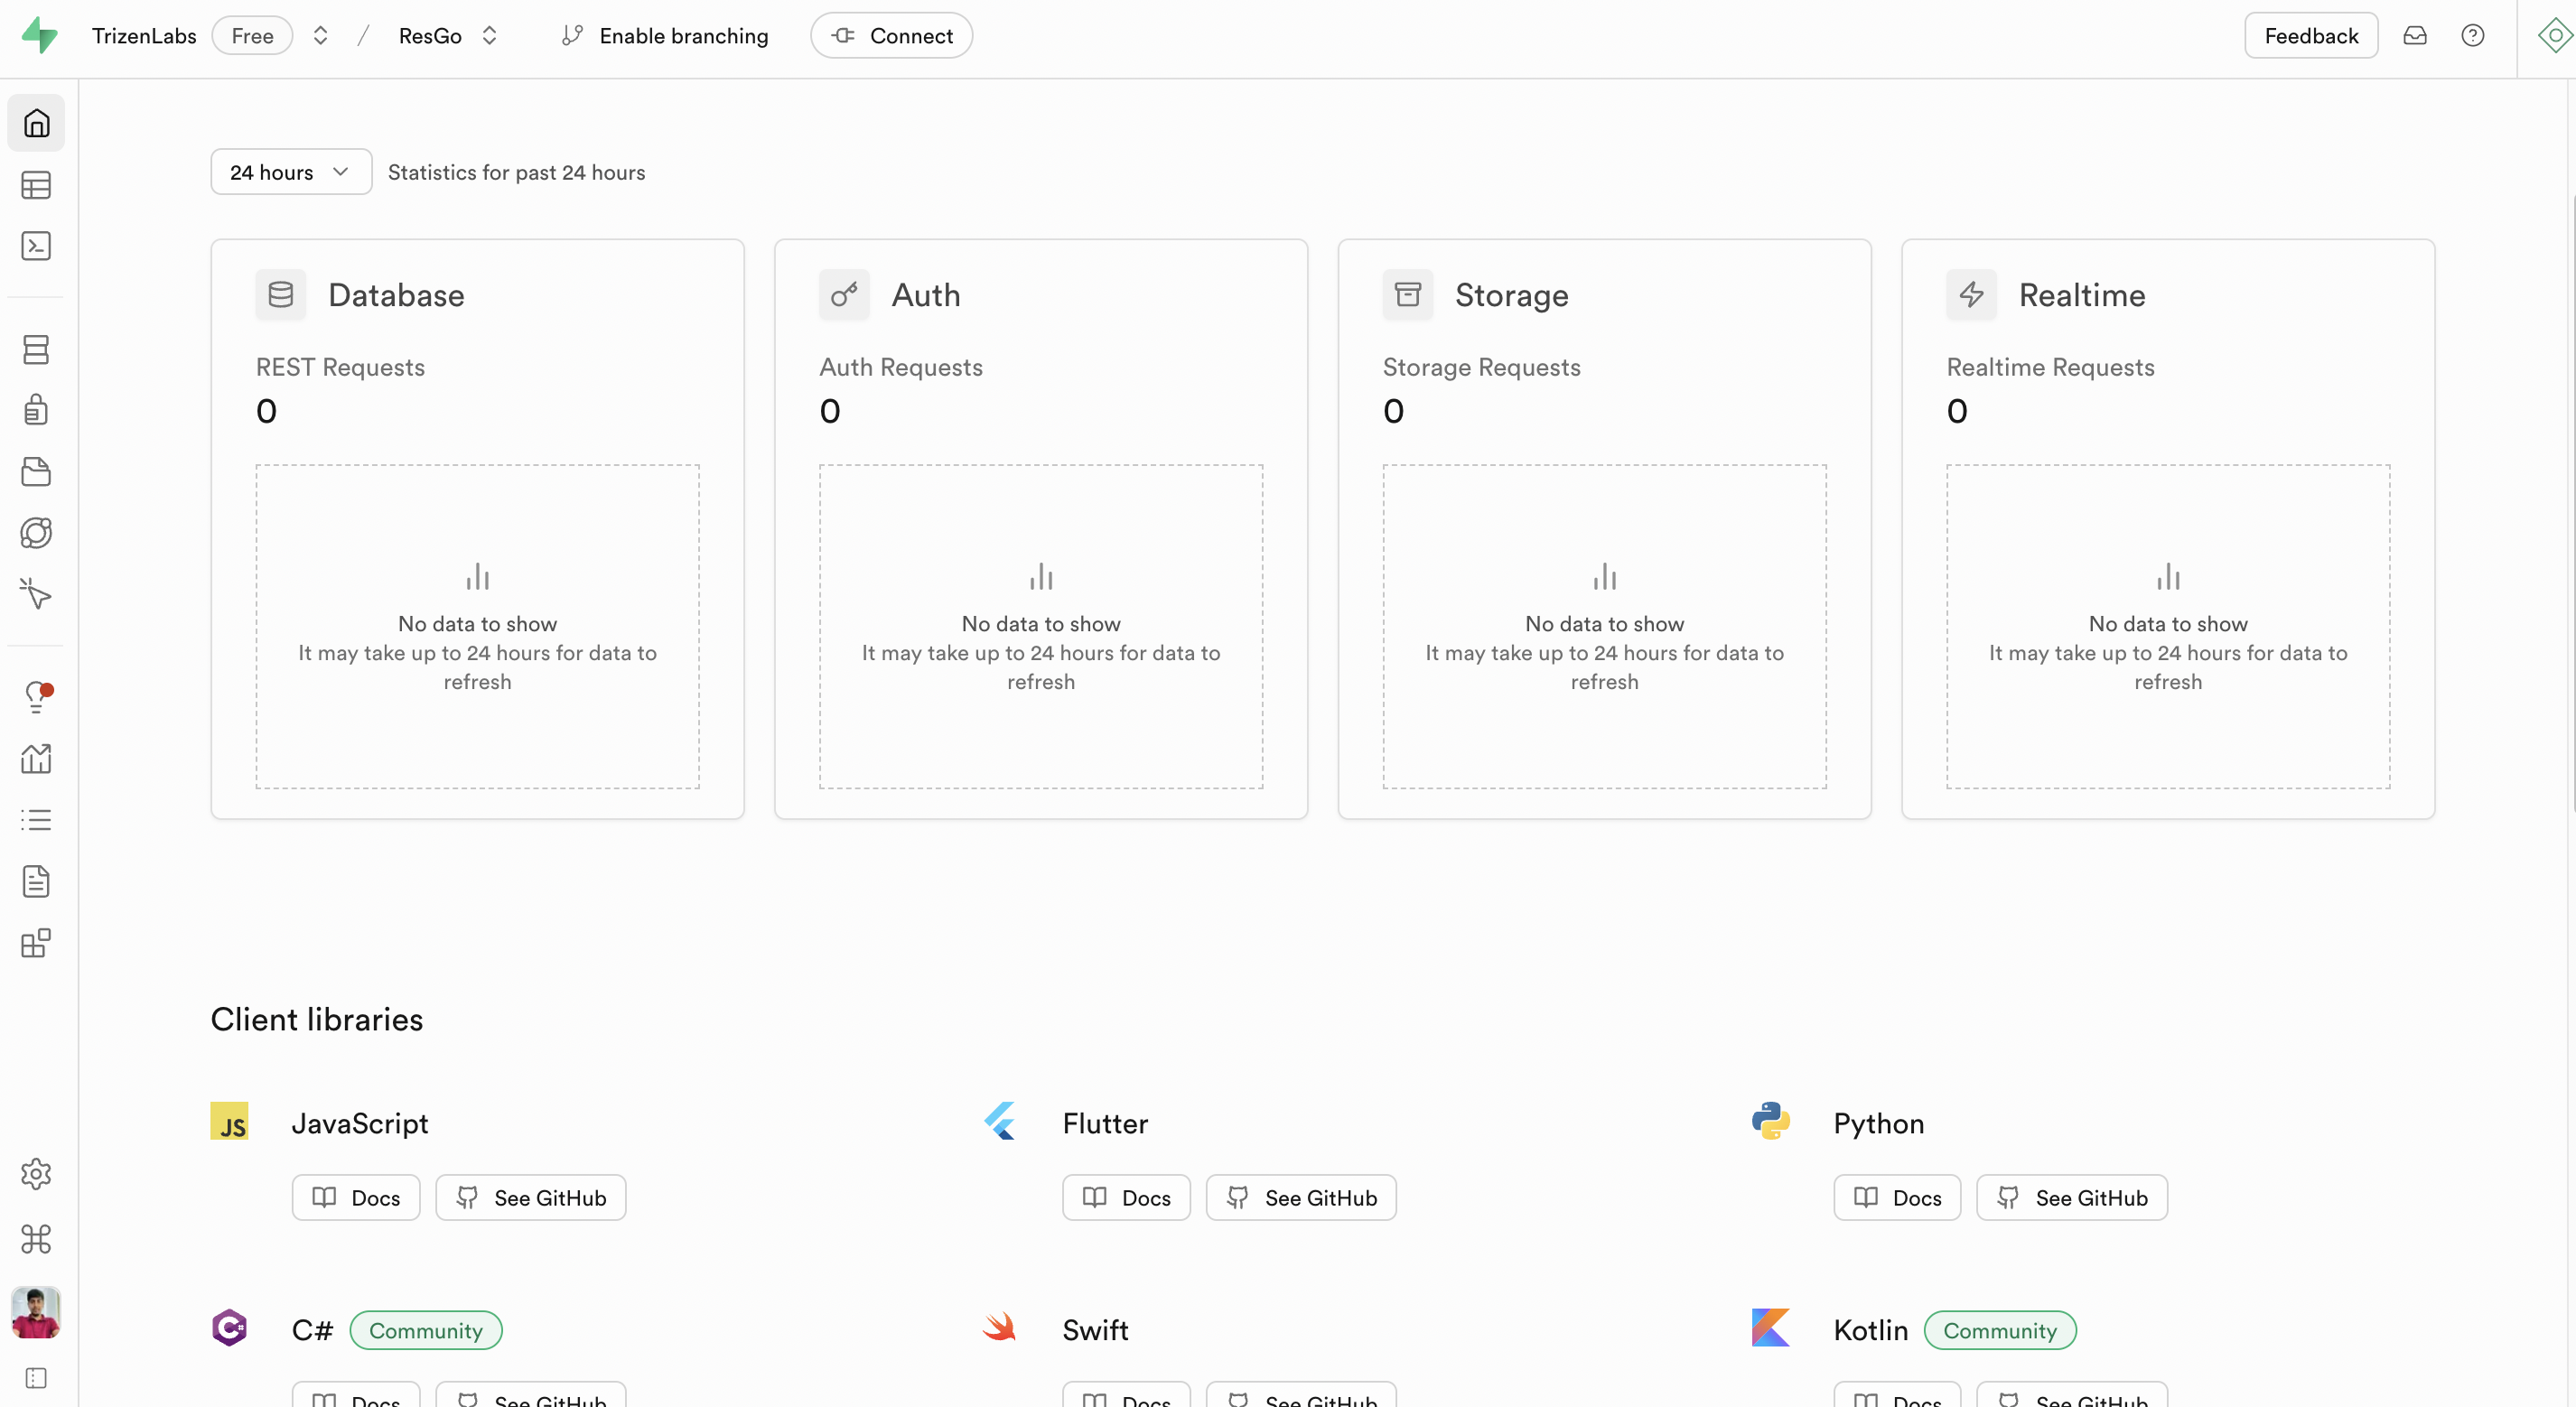 TrizenLabs Free / ResGo Enable branching Connect Feedback
24 hours Statistics for past 24 hours
Database
REST Requests
0
No data to show
It may take up to 24 hours for data to
refresh
Auth
Auth Requests
0
No data to show
It may take up to 24 hours for data to
refresh
Storage
Storage Requests
0
No data to show
It may take up to 24 hours for data to
refresh
Realtime
Realtime Requests
0
No data to show
It may take up to 24 hours for data to
refresh
Client libraries
JS JavaScript
Docs See GitHub
Flutter
Docs See GitHub
Python
Docs See GitHub
C# Community
Docs See GitHub
Swift
Docs See GitHub
Kotlin Community
Docs See GitHub